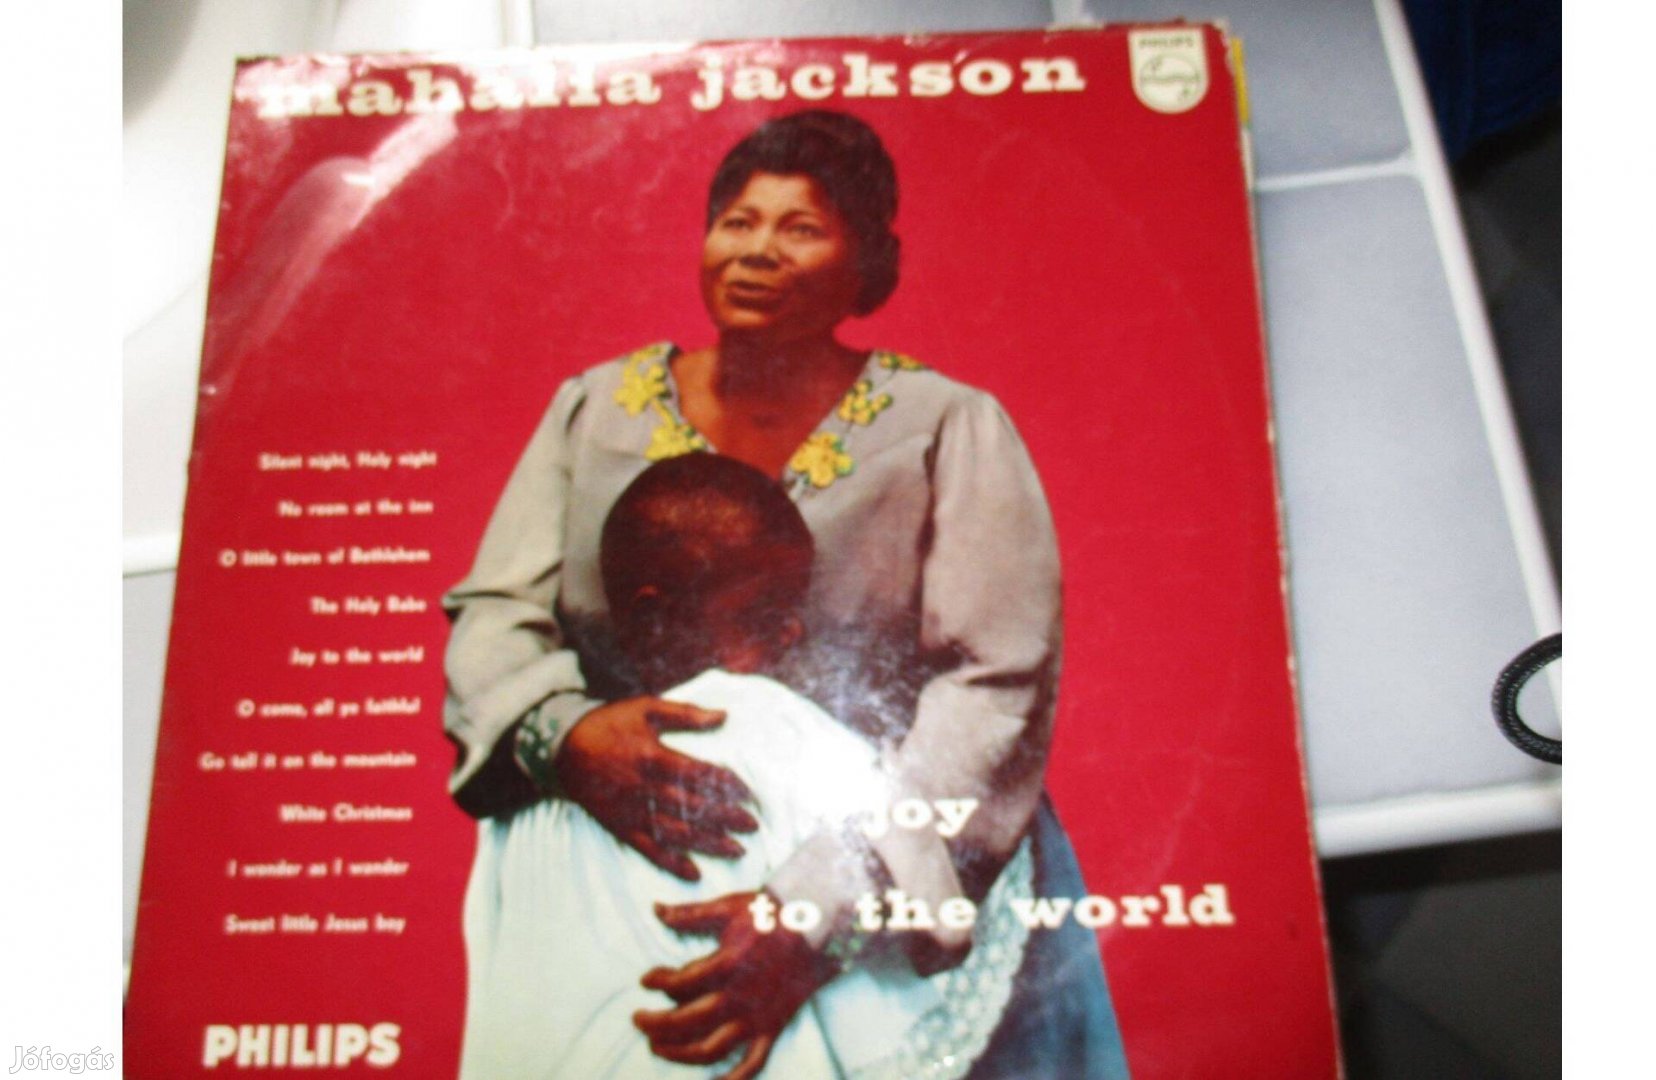 mahalia jackson
PHILIPS
Silent night, Holy night
No room at the inn
O little town of Bethlehem
The Holy Babe
Joy to the world
O come, all ye faithful
Go tell it on the mountain
White Christmas
I wonder as I wander
Sweet little Jesus boy
joy
to the world
PHILIPS
Jófogás